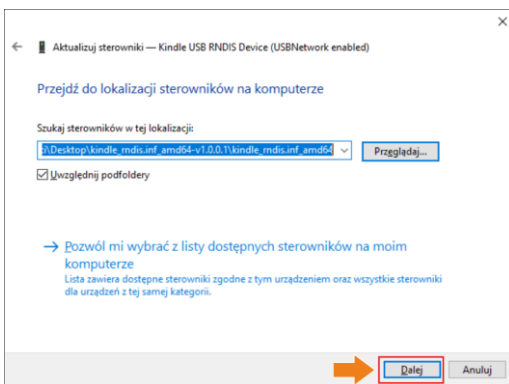 Aktualizuj sterowniki — Kindle USB RNDIS Device (USBNetwork enabled)
Przejdź do lokalizacji sterowników na komputerze
Szukaj sterowników w tej lokalizacji:
i\Desktop\kindle_rndis.inf_amd64-v1.0.0.1\kindle_rndis.inf_amd64
Przeglądaj...
Uwzględnij podfoldery
Pozwól mi wybrać z listy dostępnych sterowników na moim
komputerze
Lista zawiera dostępne sterowniki zgodne z tym urządzeniem oraz wszystkie sterowniki
dla urządzeń z tej samej kategorii.
Dalej
Anuluj